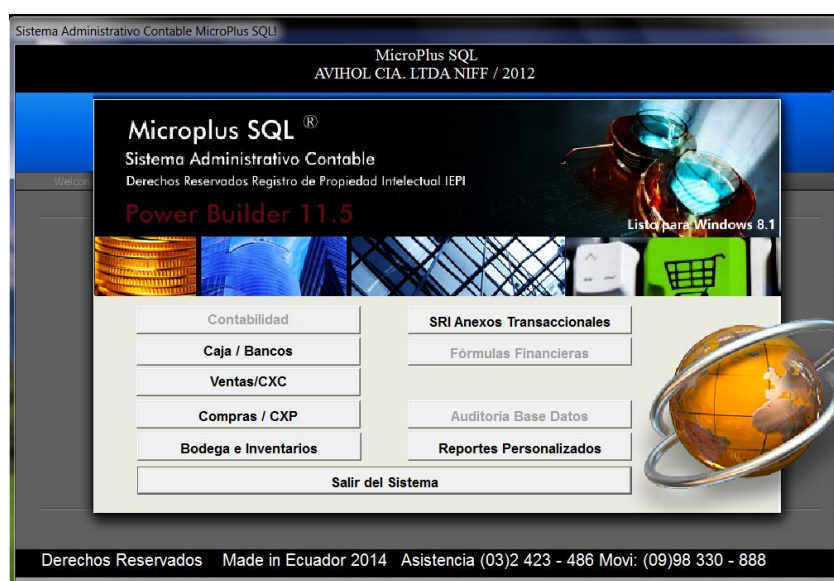 Sistema Administrativo Contable MicroPlus SQL!
MicroPlus SQL
AVIHOL CIA. LTDA NIFF / 2012
Microplus SQL ®
Sistema Administrativo Contable
Derechos Reservados Registro de Propiedad Intelectual IEPI
Welcom
Power Builder 11.5
Listo para Windows 8.1
Contabilidad
SRI Anexos Transaccionales
Caja / Bancos
Fórmulas Financieras
Ventas/CXC
Compras / CXP
Auditoría Base Datos
Bodega e Inventarios
Reportes Personalizados
Salir del Sistema
Derechos Reservados Made in Ecuador 2014 Asistencia (03)2 423 - 486 Movi: (09)98 330 - 888